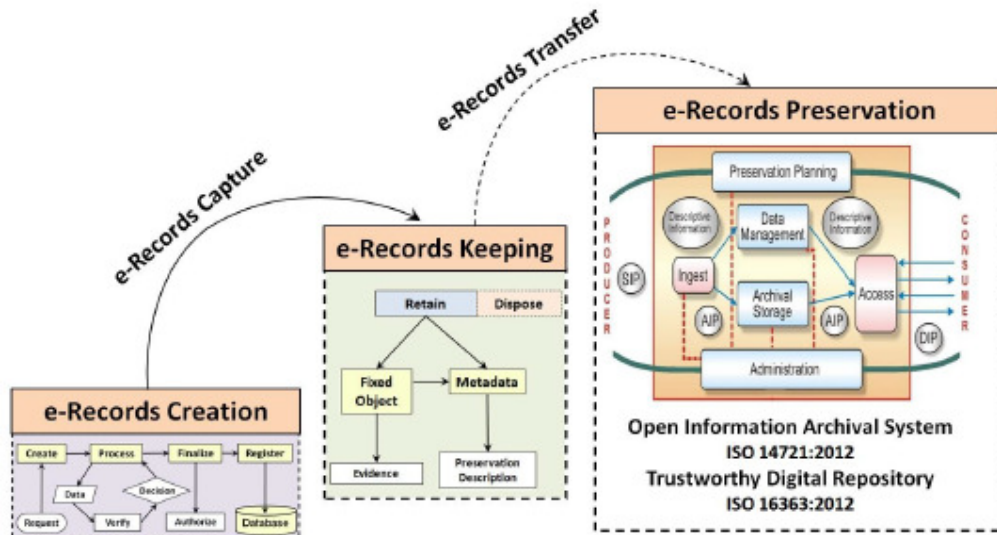 e-Records Transfer
e-Records Capture
e-Records Creation
Create
Process
Finalize
Register
Data
Decision
Request
Verify
Authorize
Database
e-Records Keeping
Retain
Dispose
Fixed
Object
Metadata
Evidence
Preservation
Description
e-Records Preservation
Preservation Planning
PRODUCER
CONSUMER
Descriptive
Information
Data
Management
Descriptive
Information
SIP
Ingest
Access
AIP
Archival
Storage
AIP
DIP
Administration
Open Information Archival System
ISO 14721:2012
Trustworthy Digital Repository
ISO 16363:2012